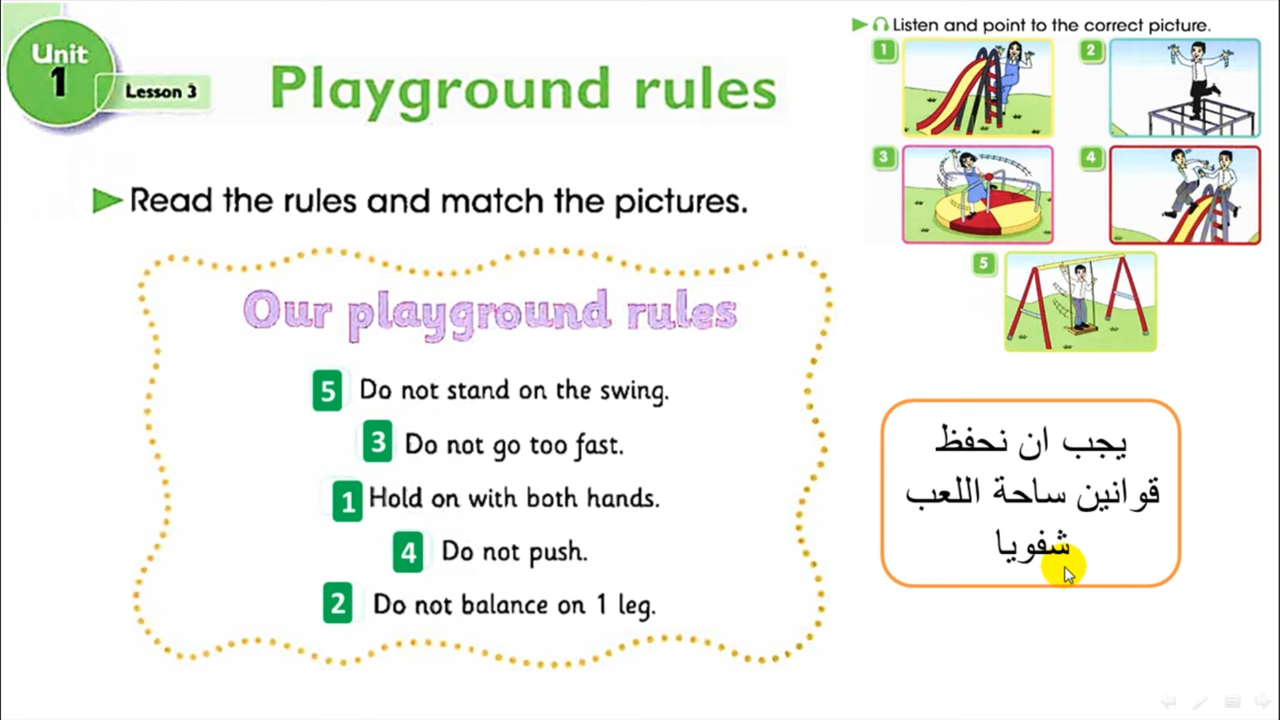 Unit
1
Lesson 3
Playground rules
Read the rules and match the pictures.
Our playground rules
5 Do not stand on the swing.
3 Do not go too fast.
1 Hold on with both hands.
4 Do not push.
2 Do not balance on 1 leg.
Listen and point to the correct picture.
1
2
3
4
5
يجب ان نحفظ
قوانين ساحة اللعب
شفويا